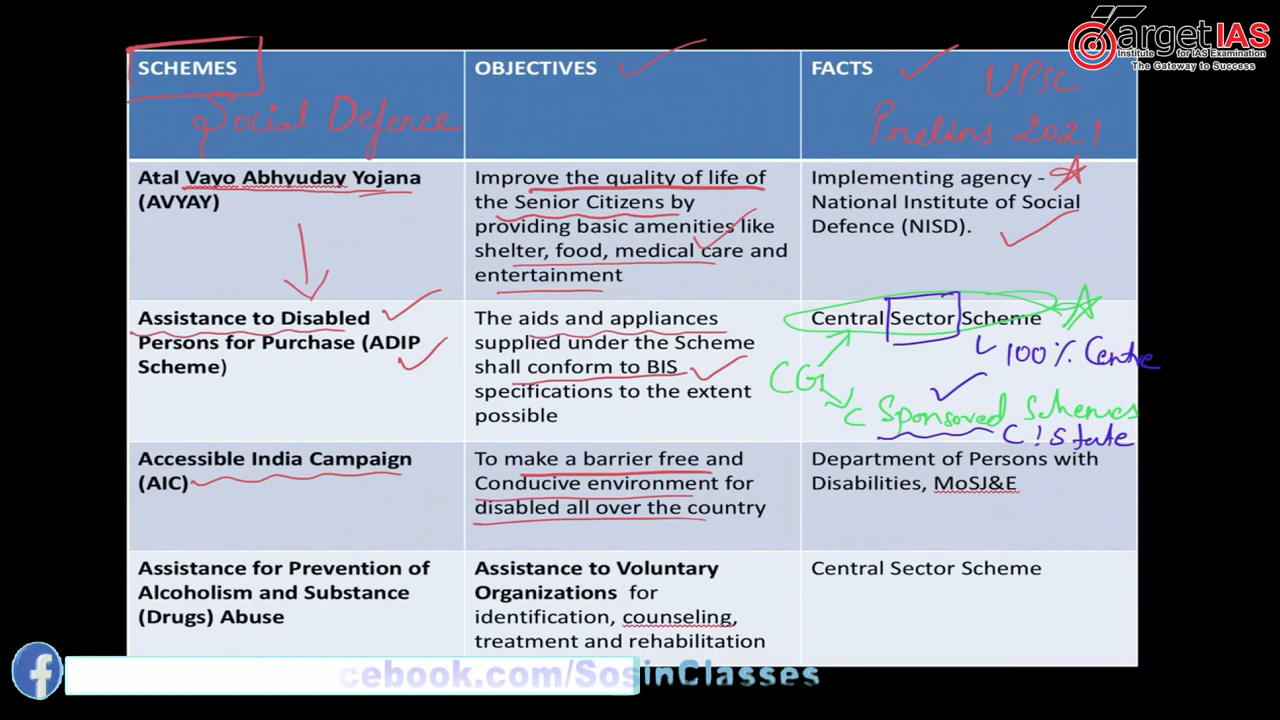 Target IAS
Institute for IAS Examination
The Gateway to Success
SCHEMES
Social Defence
OBJECTIVES
FACTS
UPSC
Prelims 2021
Atal Vayo Abhyuday Yojana
(AVYAY)
Improve the quality of life of
the Senior Citizens by
providing basic amenities like
shelter, food, medical care and
entertainment
Implementing agency -
National Institute of Social
Defence (NISD).
Assistance to Disabled
Persons for Purchase (ADIP
Scheme)
The aids and appliances
supplied under the Scheme
shall conform to BIS
specifications to the extent
possible
Central Sector Scheme
100% Centre
CG
C Sponsored Schemes
C ! State
Accessible India Campaign
(AIC)
To make a barrier free and
Conducive environment for
disabled all over the country
Department of Persons with
Disabilities, MoSJ&E
Assistance for Prevention of
Alcoholism and Substance
(Drugs) Abuse
Assistance to Voluntary
Organizations for
identification, counseling,
treatment and rehabilitation
Central Sector Scheme
cebook.com/SosinClasses